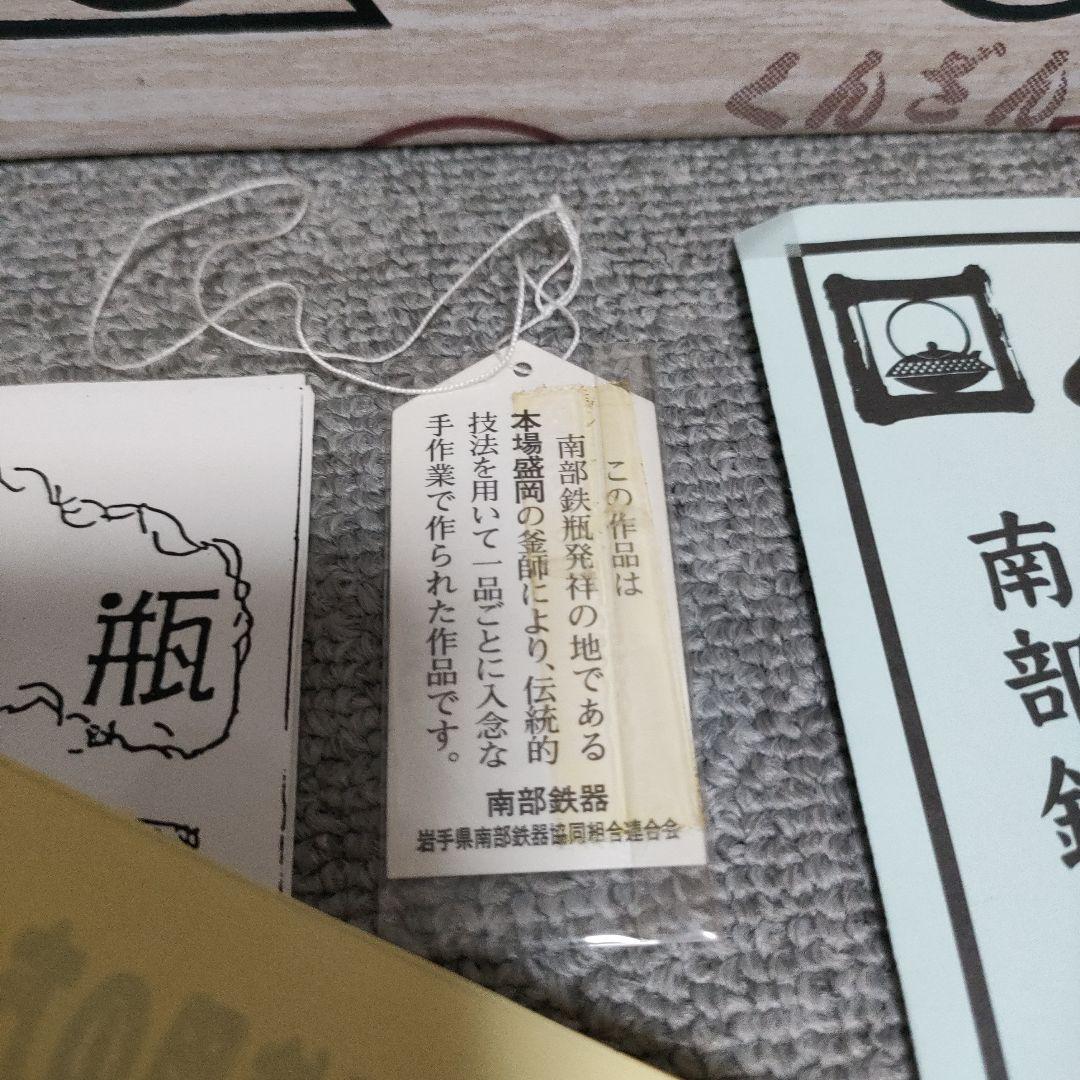 くんざん
この作品は
南部鉄瓶発祥の地である
本場盛岡の釜師により、伝統的
技法を用いて一品ごとに入念な
手作業で作られた作品です。
南部鉄器
岩手県南部鉄器協同組合連合会
瓶
南部